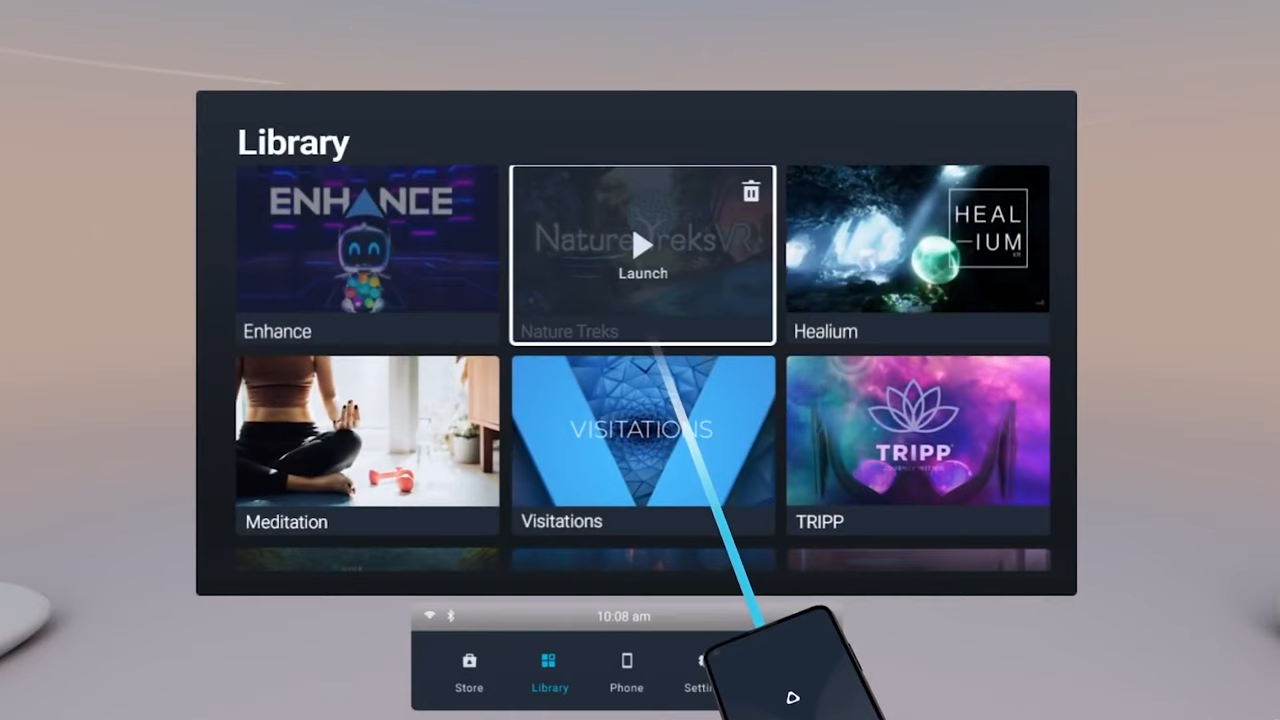 Library
ENHANCE
NatureTreksVR
HEAL
—IUM
Launch
Enhance
Nature Treks
Healium
VISITATIONS
TRIPP
Meditation
Visitations
TRIPP
10:08 am
Store
Library
Phone
Setti